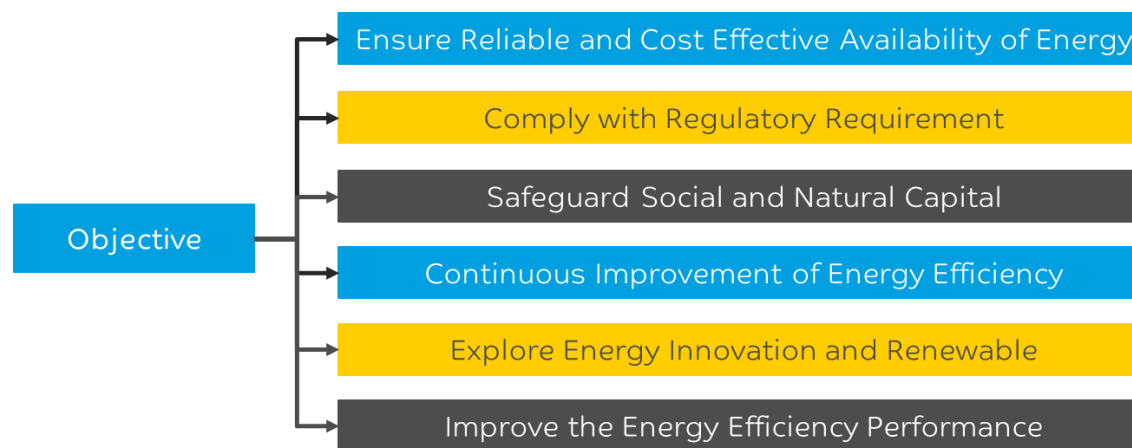 Ensure Reliable and Cost Effective Availability of Energy
Comply with Regulatory Requirement
Safeguard Social and Natural Capital
Objective
Continuous Improvement of Energy Efficiency
Explore Energy Innovation and Renewable
Improve the Energy Efficiency Performance